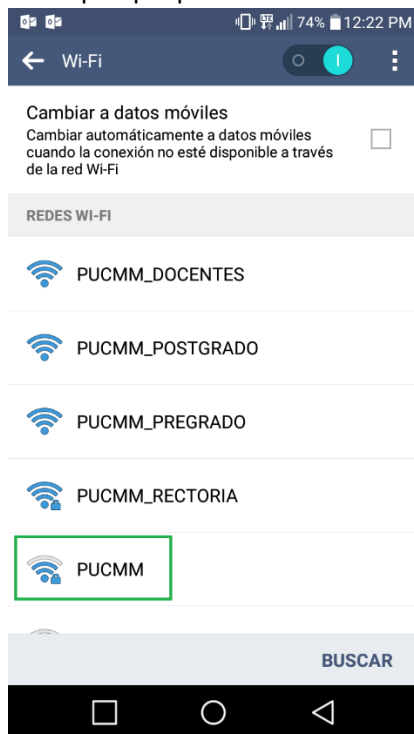 74% 12:22 PM
Wi-Fi
Cambiar a datos móviles
Cambiar automáticamente a datos móviles
cuando la conexión no esté disponible a través
de la red Wi-Fi
REDES WI-FI
PUCMM_DOCENTES
PUCMM_POSTGRADO
PUCMM_PREGRADO
PUCMM_RECTORIA
PUCMM
BUSCAR